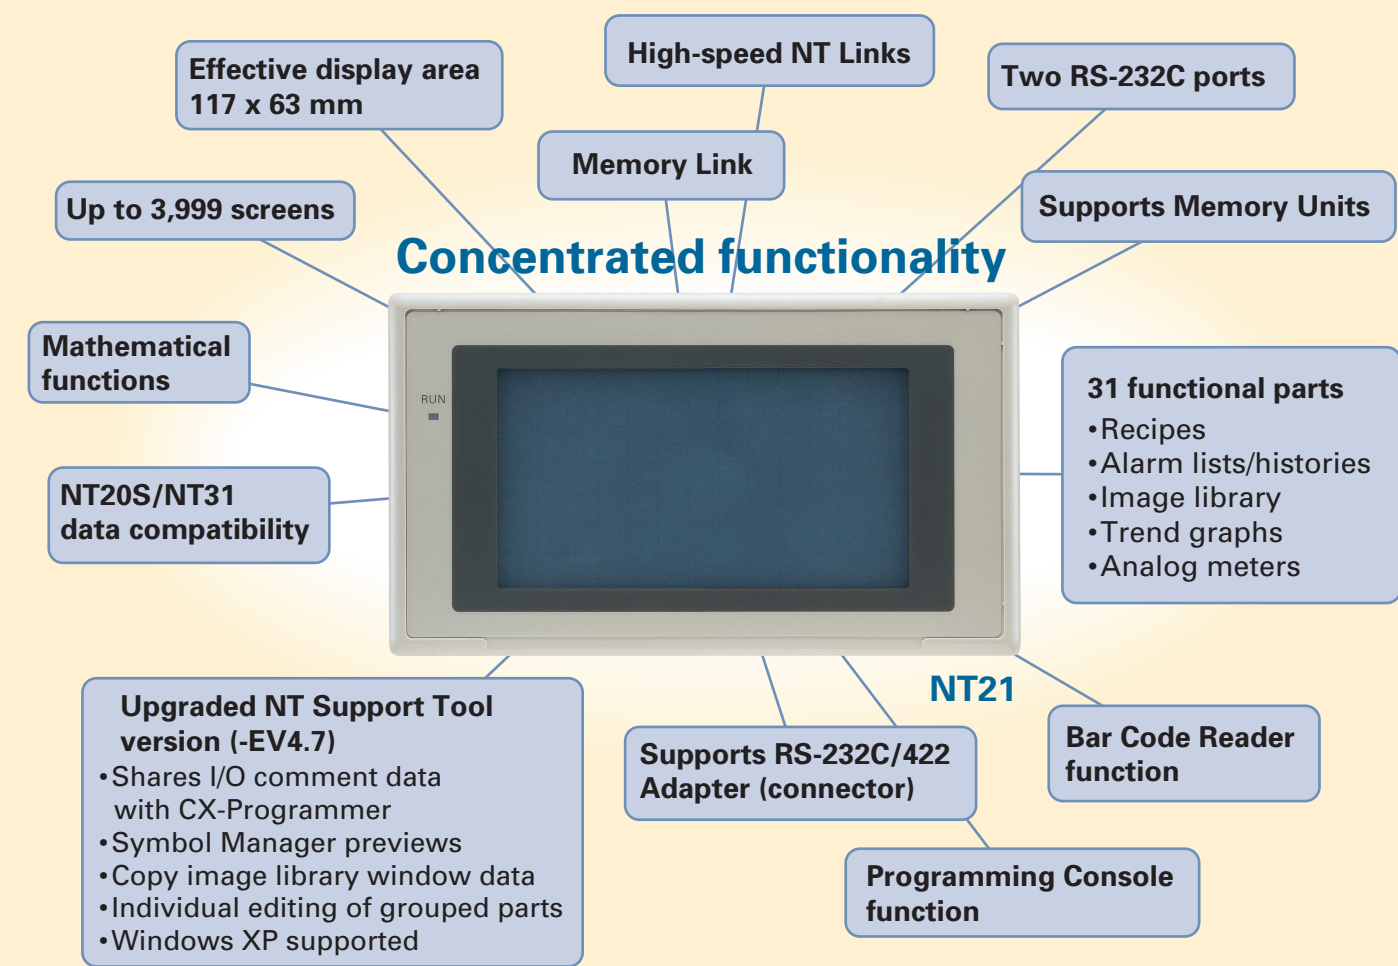 High-speed NT Links
Effective display area
117 x 63 mm
Two RS-232C ports
Memory Link
Up to 3,999 screens
Supports Memory Units
Concentrated functionality
Mathematical
functions
RUN
31 functional parts
•Recipes
•Alarm lists/histories
•Image library
•Trend graphs
•Analog meters
NT20S/NT31
data compatibility
NT21
Upgraded NT Support Tool
version (-EV4.7)
•Shares I/O comment data
with CX-Programmer
•Symbol Manager previews
•Copy image library window data
•Individual editing of grouped parts
•Windows XP supported
Supports RS-232C/422
Adapter (connector)
Bar Code Reader
function
Programming Console
function